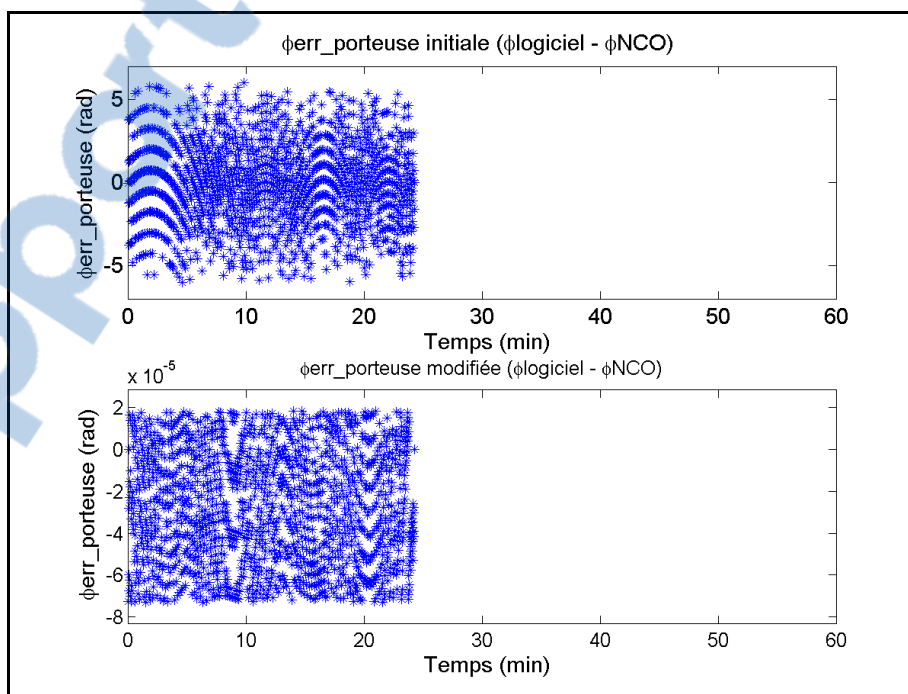 pport
ϕerr_porteuse initiale (ϕlogiciel - ϕNCO)
ϕerr_porteuse (rad)
5
0
-5
0 10 20 30 40 50 60
Temps (min)
ϕerr_porteuse modifiée (ϕlogiciel - ϕNCO)
x 10⁻⁵
ϕerr_porteuse (rad)
2
0
-2
-4
-6
-8
0 10 20 30 40 50 60
Temps (min)